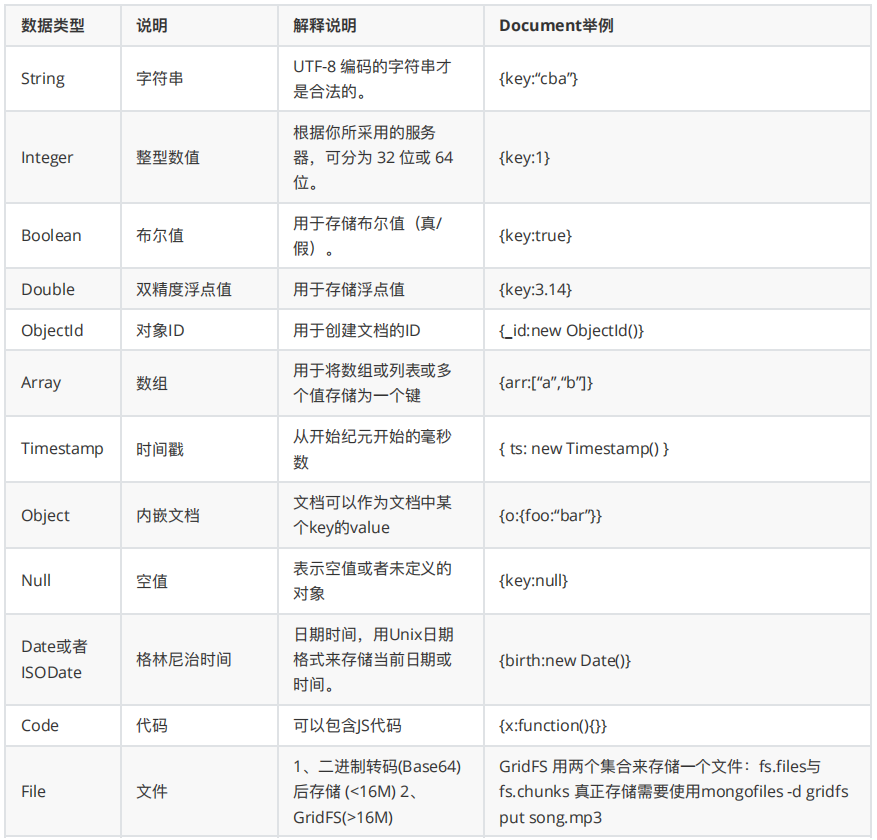 数据类型 说明 解释说明 Document举例
String 字符串 UTF-8 编码的字符串才
是合法的。 {key:“cba”}
Integer 整型数值 根据你所采用的服务
器，可分为 32 位或 64
位。 {key:1}
Boolean 布尔值 用于存储布尔值（真/
假）。 {key:true}
Double 双精度浮点值 用于存储浮点值 {key:3.14}
ObjectId 对象ID 用于创建文档的ID {_id:new ObjectId()}
Array 数组 用于将数组或列表或多
个值存储为一个键 {arr:[“a”,“b”]}
Timestamp 时间戳 从开始纪元开始的毫秒
数 { ts: new Timestamp() }
Object 内嵌文档 文档可以作为文档中某
个key的value {o:{foo:“bar”}}
Null 空值 表示空值或者未定义的
对象 {key:null}
Date或者
ISODate 格林尼治时间 日期时间，用Unix日期
格式来存储当前日期或
时间。 {birth:new Date()}
Code 代码 可以包含JS代码 {x:function(){}}
File 文件 1、二进制转码(Base64)
后存储 (<16M) 2、
GridFS(>16M) GridFS 用两个集合来存储一个文件：fs.files与
fs.chunks 真正存储需要使用mongofiles -d gridfs
put song.mp3